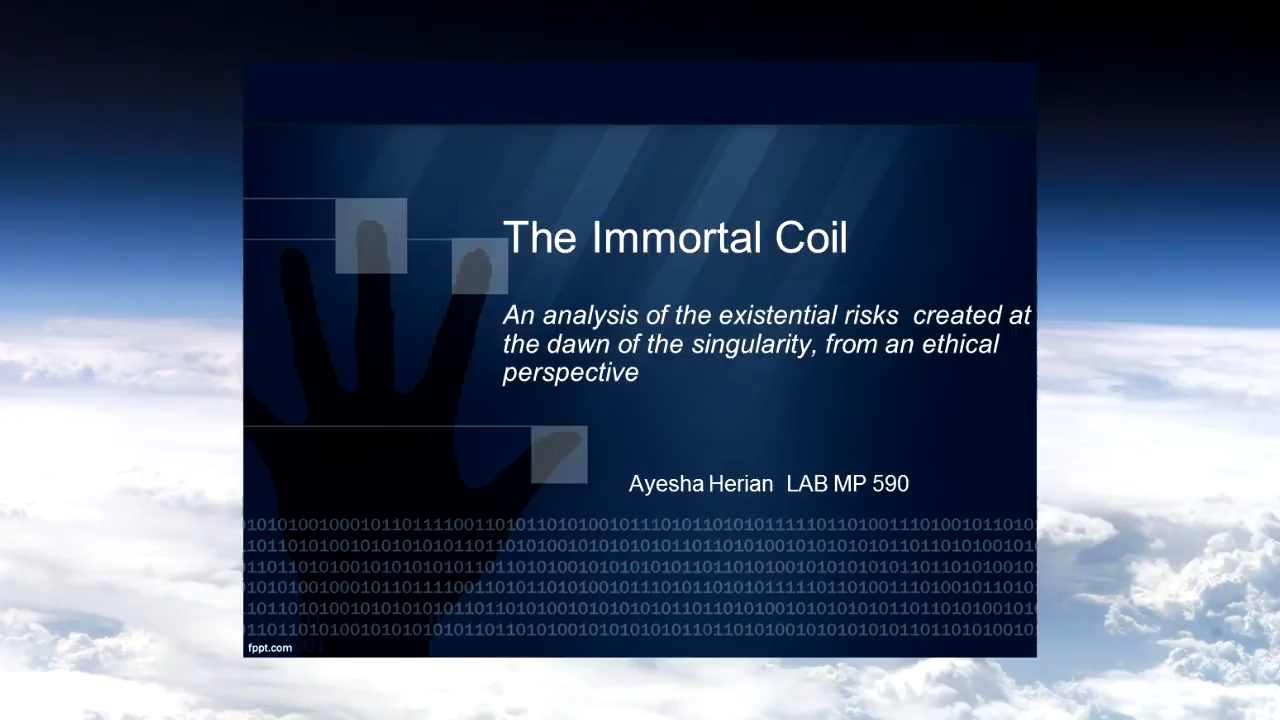 The Immortal Coil
An analysis of the existential risks  created at
the dawn of the singularity, from an ethical
perspective
Ayesha Herian  LAB MP 590
fppt.com